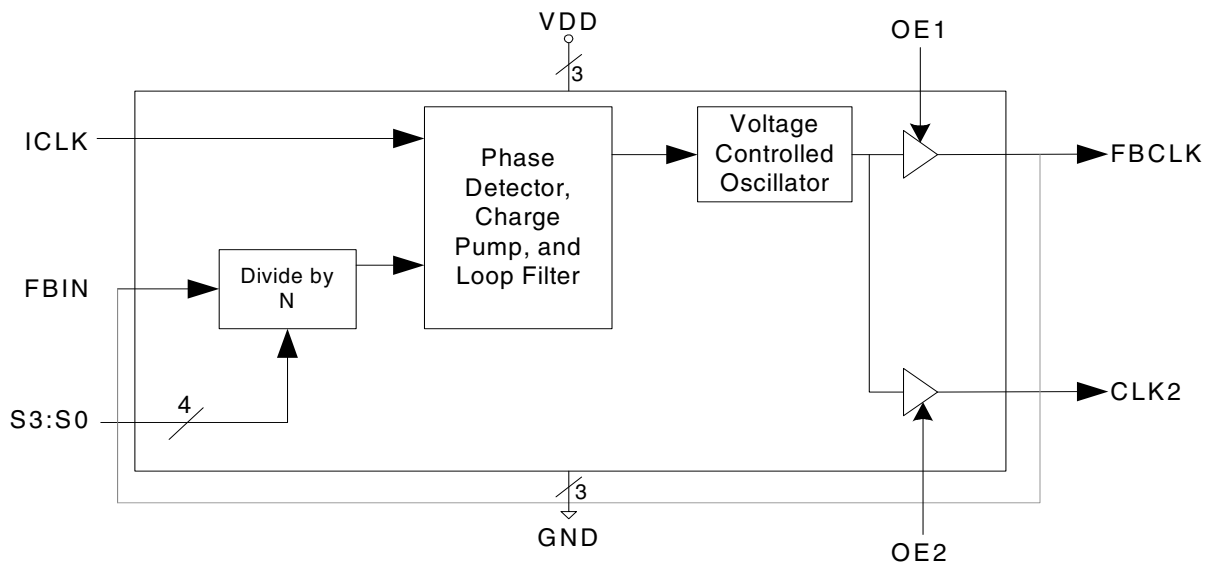 VDD
3
OE1
ICLK
Phase
Detector,
Charge
Pump, and
Loop Filter
Voltage
Controlled
Oscillator
FBCLK
FBIN
Divide by
N
S3:S0
4
CLK2
3
GND
OE2